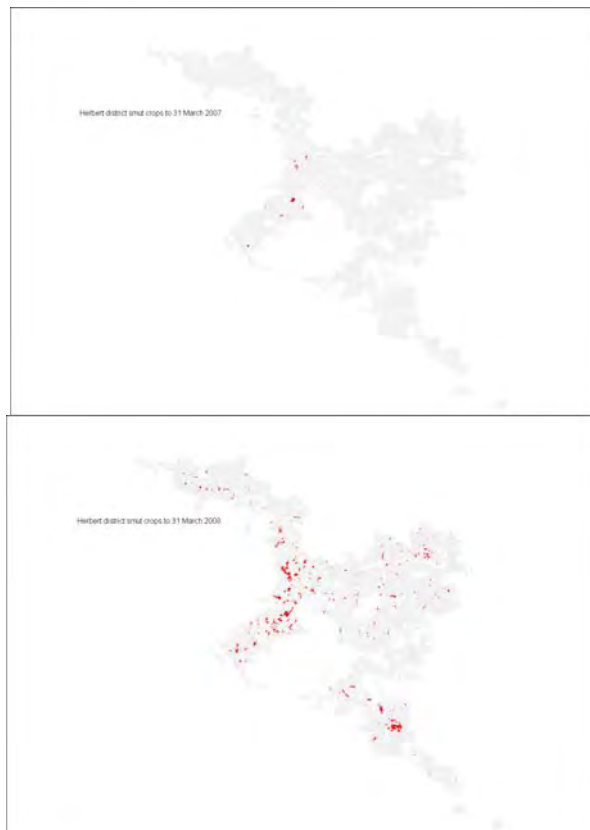 Herbert district smut crops to 31 March 2007
Herbert district smut crops to 31 March 2008